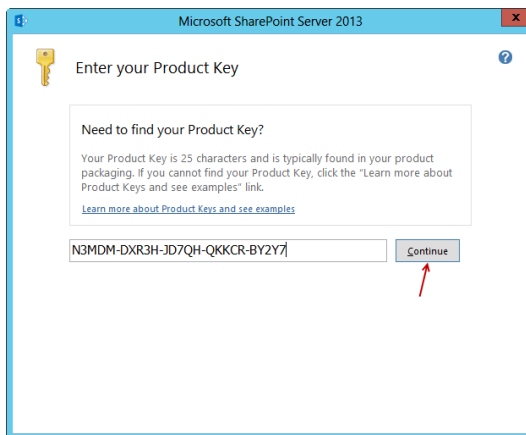 Microsoft SharePoint Server 2013
Enter your Product Key
Need to find your Product Key?
Your Product Key is 25 characters and is typically found in your product
packaging. If you cannot find your Product Key, click the "Learn more about
Product Keys and see examples" link.
Learn more about Product Keys and see examples
N3MDM-DXR3H-JD7QH-QKKCR-BY2Y7
Continue